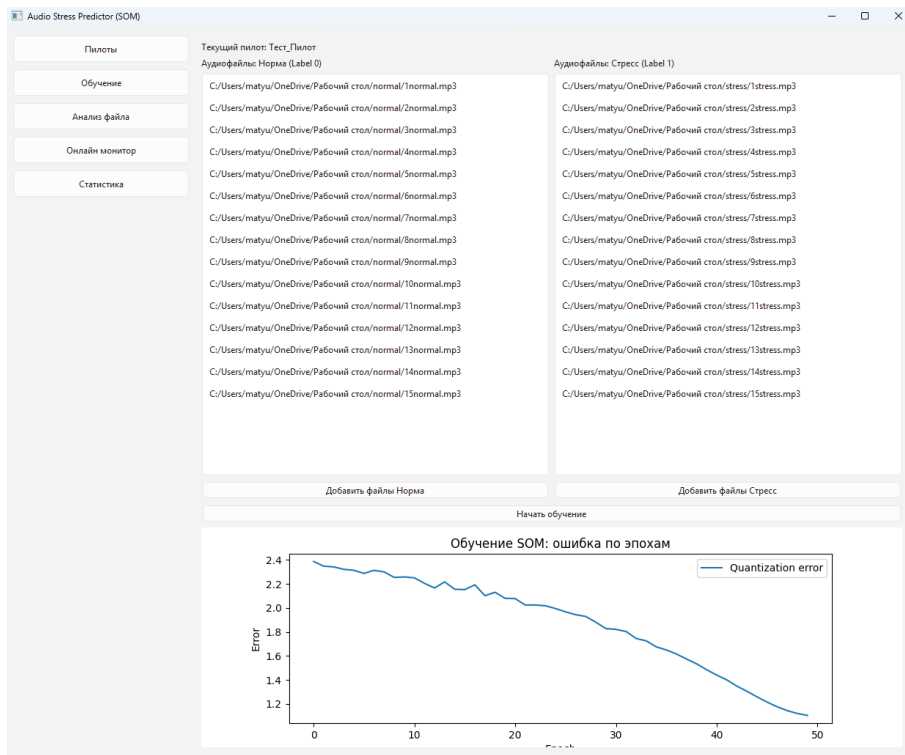 Audio Stress Predictor (SOM)
Пилоты
Обучение
Анализ файла
Онлайн монитор
Статистика
Текущий пилот: Тест_Пилот
Аудиофайлы: Норма (Label 0)
C:/Users/matyu/OneDrive/Рабочий стол/normal/1normal.mp3
C:/Users/matyu/OneDrive/Рабочий стол/normal/2normal.mp3
C:/Users/matyu/OneDrive/Рабочий стол/normal/3normal.mp3
C:/Users/matyu/OneDrive/Рабочий стол/normal/4normal.mp3
C:/Users/matyu/OneDrive/Рабочий стол/normal/5normal.mp3
C:/Users/matyu/OneDrive/Рабочий стол/normal/6normal.mp3
C:/Users/matyu/OneDrive/Рабочий стол/normal/7normal.mp3
C:/Users/matyu/OneDrive/Рабочий стол/normal/8normal.mp3
C:/Users/matyu/OneDrive/Рабочий стол/normal/9normal.mp3
C:/Users/matyu/OneDrive/Рабочий стол/normal/10normal.mp3
C:/Users/matyu/OneDrive/Рабочий стол/normal/11normal.mp3
C:/Users/matyu/OneDrive/Рабочий стол/normal/12normal.mp3
C:/Users/matyu/OneDrive/Рабочий стол/normal/13normal.mp3
C:/Users/matyu/OneDrive/Рабочий стол/normal/14normal.mp3
C:/Users/matyu/OneDrive/Рабочий стол/normal/15normal.mp3
Добавить файлы Норма
Аудиофайлы: Стресс (Label 1)
C:/Users/matyu/OneDrive/Рабочий стол/stress/1stress.mp3
C:/Users/matyu/OneDrive/Рабочий стол/stress/2stress.mp3
C:/Users/matyu/OneDrive/Рабочий стол/stress/3stress.mp3
C:/Users/matyu/OneDrive/Рабочий стол/stress/4stress.mp3
C:/Users/matyu/OneDrive/Рабочий стол/stress/5stress.mp3
C:/Users/matyu/OneDrive/Рабочий стол/stress/6stress.mp3
C:/Users/matyu/OneDrive/Рабочий стол/stress/7stress.mp3
C:/Users/matyu/OneDrive/Рабочий стол/stress/8stress.mp3
C:/Users/matyu/OneDrive/Рабочий стол/stress/9stress.mp3
C:/Users/matyu/OneDrive/Рабочий стол/stress/10stress.mp3
C:/Users/matyu/OneDrive/Рабочий стол/stress/11stress.mp3
C:/Users/matyu/OneDrive/Рабочий стол/stress/12stress.mp3
C:/Users/matyu/OneDrive/Рабочий стол/stress/13stress.mp3
C:/Users/matyu/OneDrive/Рабочий стол/stress/14stress.mp3
C:/Users/matyu/OneDrive/Рабочий стол/stress/15stress.mp3
Добавить файлы Стресс
Начать обучение
Обучение SOM: ошибка по эпохам
Quantization error
Error
2.4
2.2
2.0
1.8
1.6
1.4
1.2
0 10 20 30 40 50